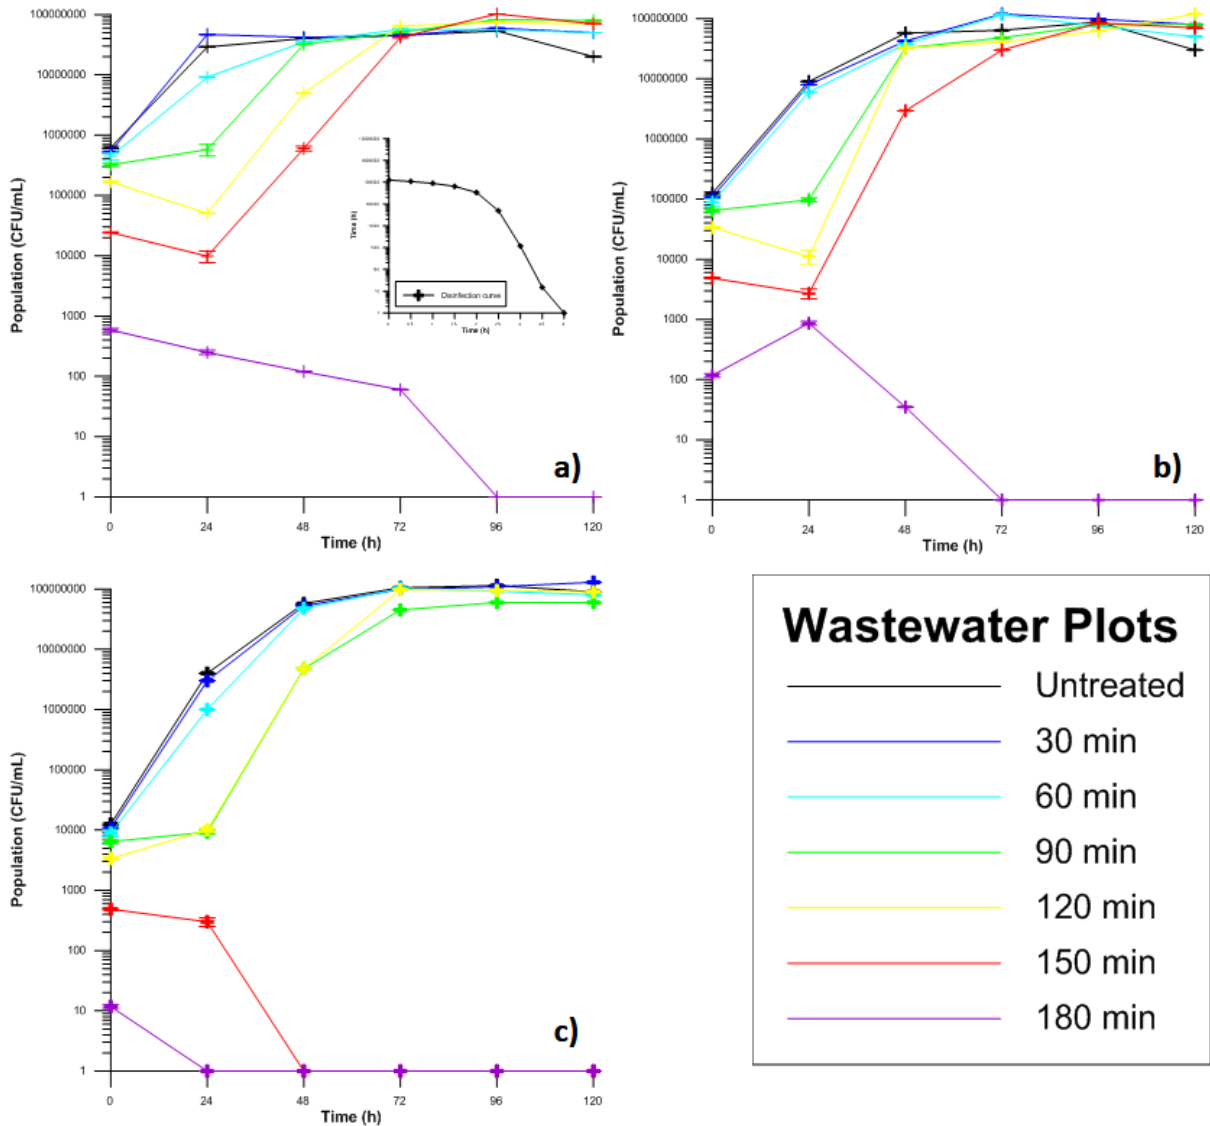 100000000
10000000
1000000
100000
10000
1000
100
10
1
Population (CFU/mL)
0 24 48 72 96 120
Time (h)
a)
Time (h)
Disinfection curve
Time (h)
100000000
10000000
1000000
100000
10000
1000
100
10
1
Population (CFU/mL)
0 24 48 72 96 120
Time (h)
b)
100000000
10000000
1000000
100000
10000
1000
100
10
1
Population (CFU/mL)
0 24 48 72 96 120
Time (h)
c)
Wastewater Plots
Untreated
30 min
60 min
90 min
120 min
150 min
180 min